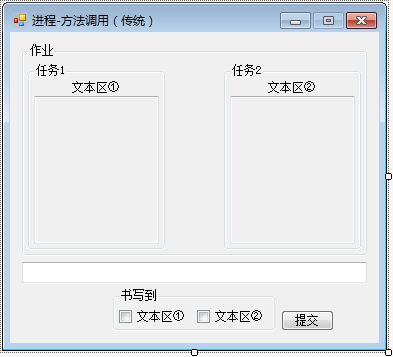 进程-方法调用（传统）
作业
任务1
任务2
文本区①
文本区②
书写到
文本区①
文本区②
提交